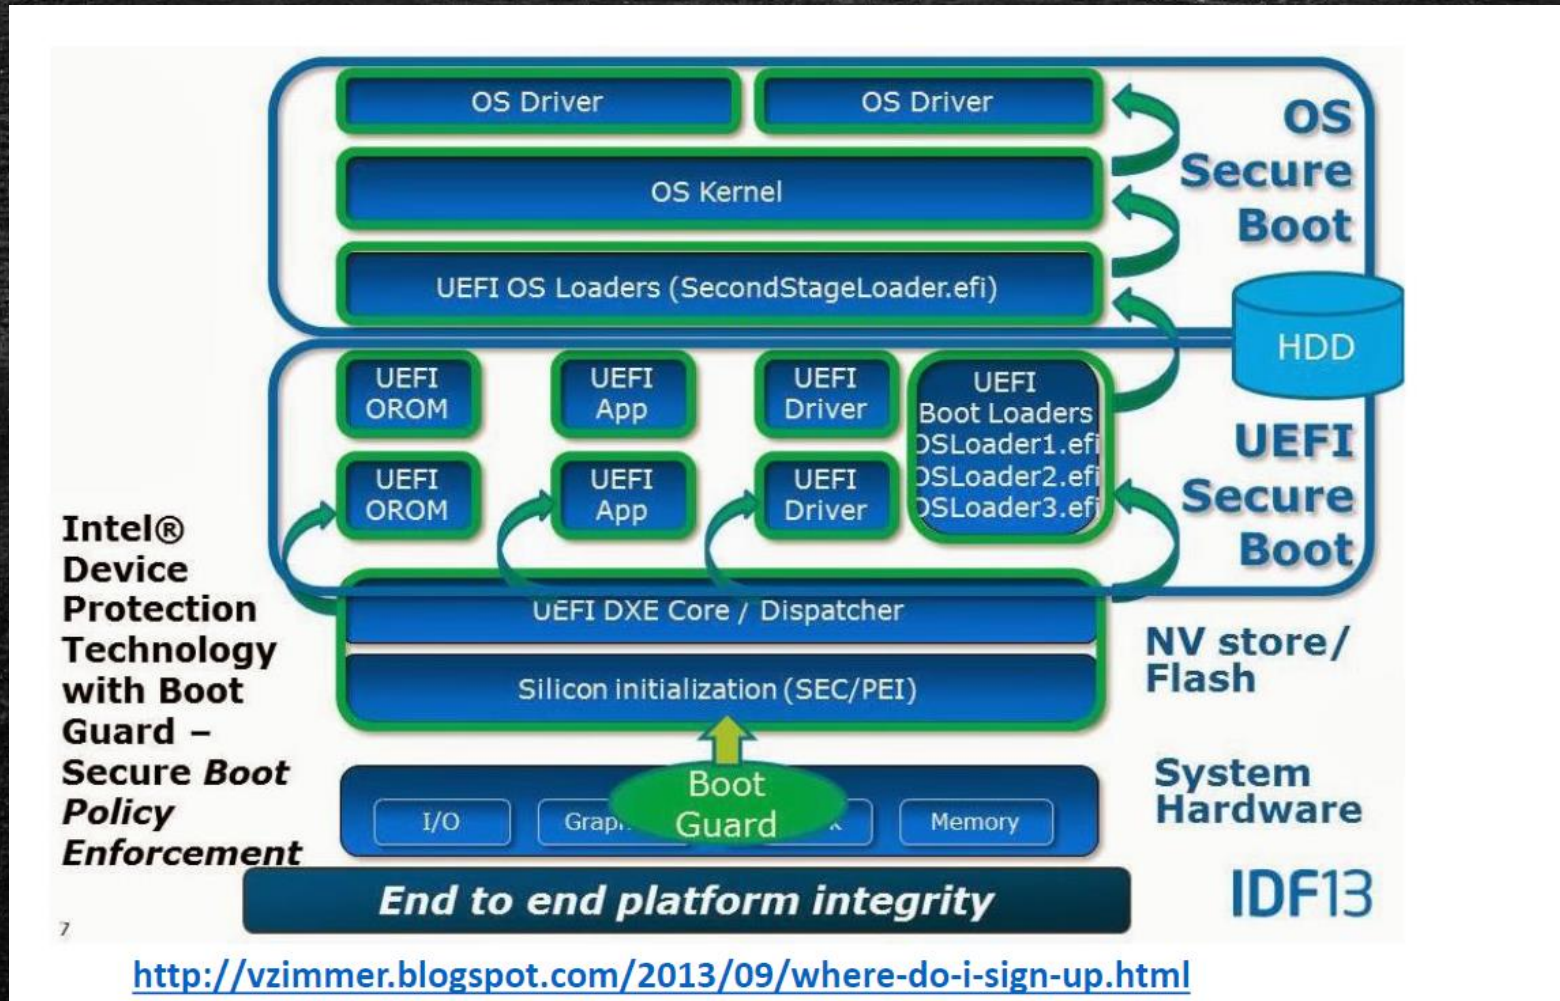 OS Driver
OS Driver
OS
Secure
Boot
OS Kernel
UEFI OS Loaders (SecondStageLoader.efi)
HDD
UEFI
OROM
UEFI
App
UEFI
Driver
UEFI
Boot Loaders
OSLoader1.efi
OSLoader2.efi
OSLoader3.efi
UEFI
OROM
UEFI
App
UEFI
Driver
UEFI
Secure
Boot
Intel®
Device
Protection
Technology
with Boot
Guard –
Secure Boot
Policy
Enforcement
UEFI DXE Core / Dispatcher
Silicon initialization (SEC/PEI)
NV store/
Flash
Boot
Guard
I/O
Memory
System
Hardware
End to end platform integrity
IDF13
7
http://vzimmer.blogspot.com/2013/09/where-do-i-sign-up.html